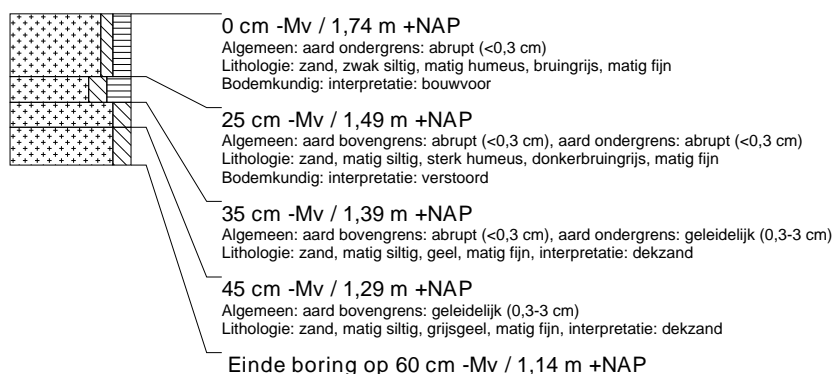 0 cm -Mv / 1,74 m +NAP
Algemeen: aard ondergrens: abrupt (<0,3 cm)
Lithologie: zand, zwak siltig, matig humeus, bruingrijs, matig fijn
Bodemkundig: interpretatie: bouwvoor
25 cm -Mv / 1,49 m +NAP
Algemeen: aard bovengrens: abrupt (<0,3 cm), aard ondergrens: abrupt (<0,3 cm)
Lithologie: zand, matig siltig, sterk humeus, donkerbruingrijs, matig fijn
Bodemkundig: interpretatie: verstoord
35 cm -Mv / 1,39 m +NAP
Algemeen: aard bovengrens: abrupt (<0,3 cm), aard ondergrens: geleidelijk (0,3-3 cm)
Lithologie: zand, matig siltig, geel, matig fijn, interpretatie: dekzand
45 cm -Mv / 1,29 m +NAP
Algemeen: aard bovengrens: geleidelijk (0,3-3 cm)
Lithologie: zand, matig siltig, grijsgeel, matig fijn, interpretatie: dekzand
Einde boring op 60 cm -Mv / 1,14 m +NAP